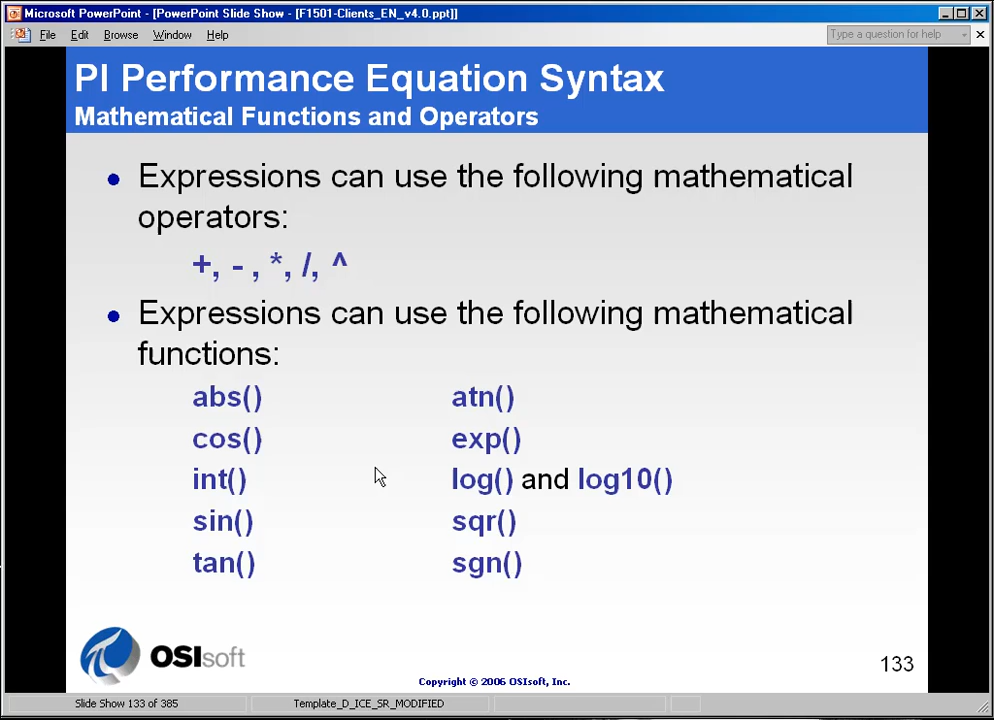 Microsoft PowerPoint - [PowerPoint Slide Show - [F1501-Clients_EN_v4.0.ppt]]
File Edit Browse Window Help Type a question for help
PI Performance Equation Syntax
Mathematical Functions and Operators
• Expressions can use the following mathematical
operators:
+, - , *, /, ^
• Expressions can use the following mathematical
functions:
abs() atn()
cos() exp()
int() log() and log10()
sin() sqr()
tan() sgn()
OSIsoft
133
Copyright © 2006 OSIsoft, Inc.
Slide Show 133 of 385 Template_D_ICE_SR_MODIFIED